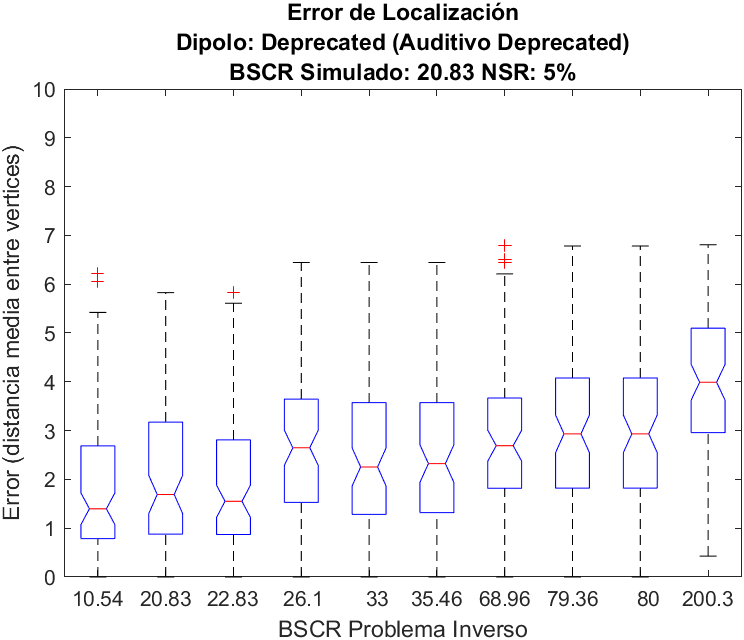 Error de Localización
Dipolo: Deprecated (Auditivo Deprecated)
BSCR Simulado: 20.83 NSR: 5%
Error (distancia media entre vertices)
10
9
8
7
6
5
4
3
2
1
0
10.54 20.83 22.83 26.1 33 35.46 68.96 79.36 80 200.3
BSCR Problema Inverso